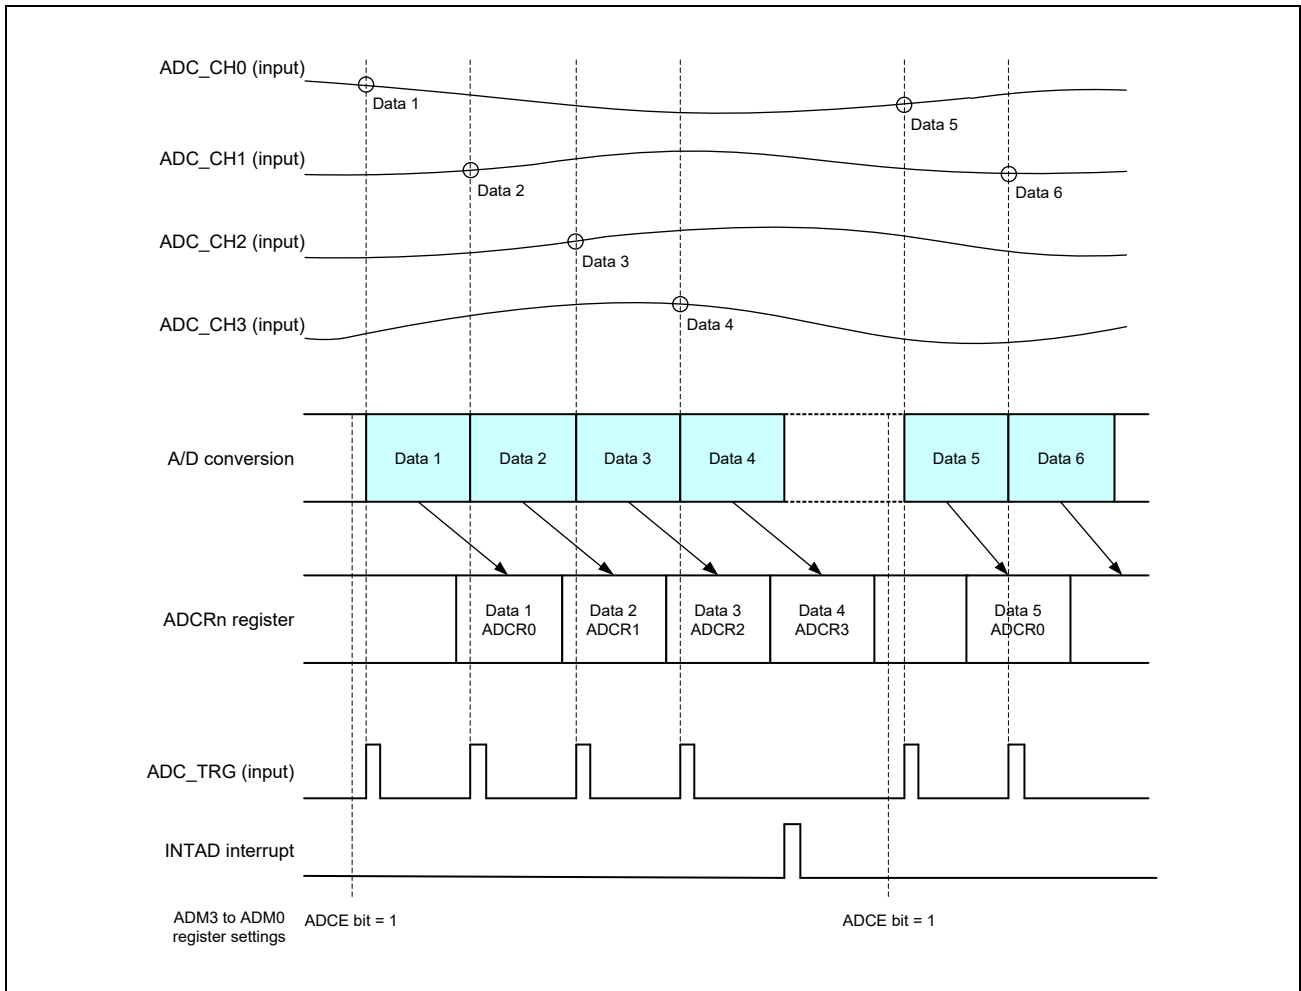 ADC_CH0 (input)
Data 1
Data 5
ADC_CH1 (input)
Data 2
Data 6
ADC_CH2 (input)
Data 3
ADC_CH3 (input)
Data 4
A/D conversion
Data 1
Data 2
Data 3
Data 4
Data 5
Data 6
ADCRn register
Data 1
ADCR0
Data 2
ADCR1
Data 3
ADCR2
Data 4
ADCR3
Data 5
ADCR0
ADC_TRG (input)
INTAD interrupt
ADM3 to ADM0
register settings
ADCE bit = 1
ADCE bit = 1